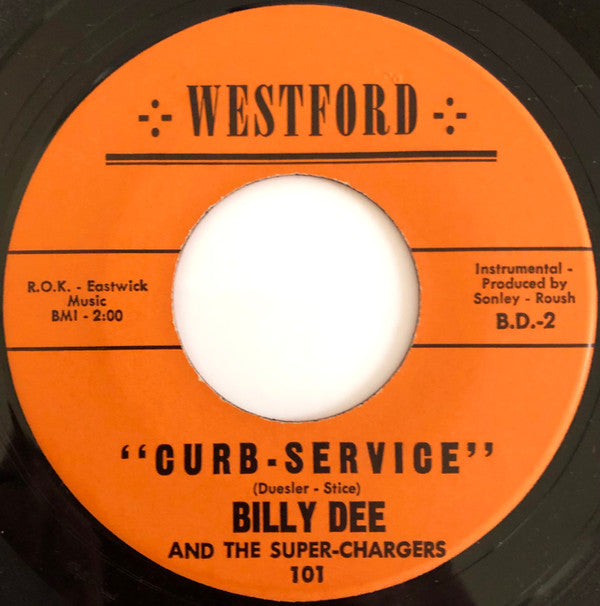 WESTFORD
R.O.K. - Eastwick
Music
BMI - 2:00
Instrumental -
Produced by
Sonley - Roush
B.D.-2
"CURB-SERVICE"
(Duesler - Stice)
BILLY DEE
AND THE SUPER-CHARGERS
101